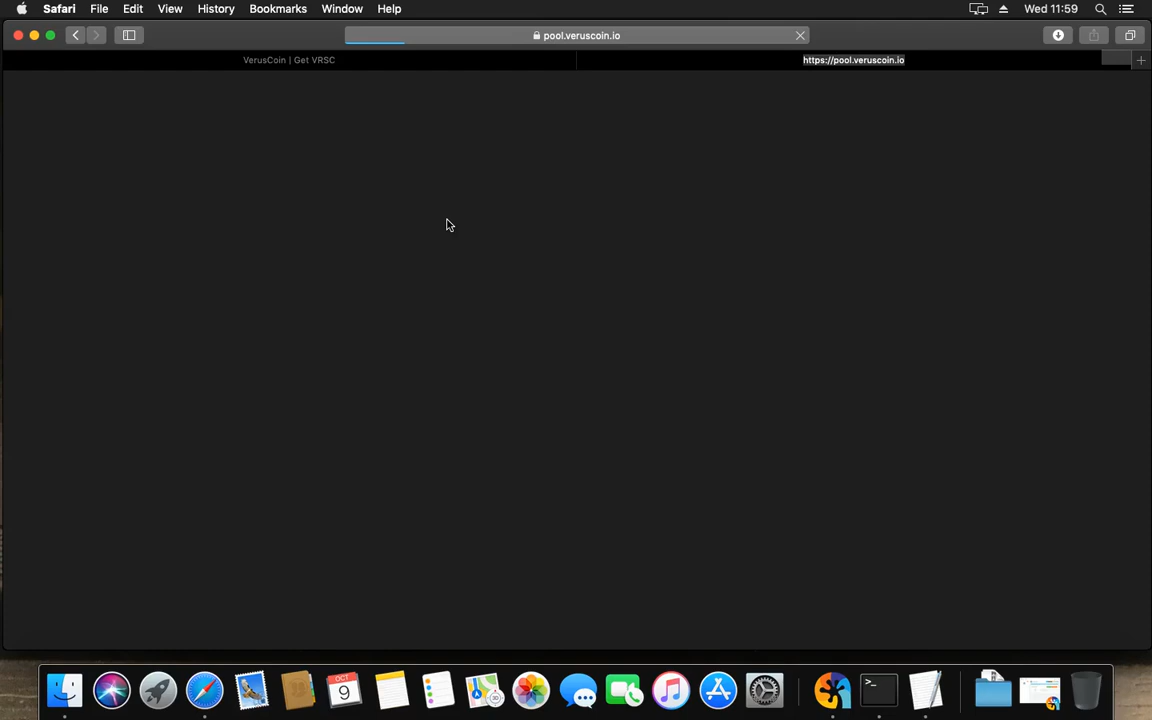 Safari File Edit View History Bookmarks Window Help Wed 11:59
pool.veruscoin.io
VerusCoin | Get VRSC https://pool.veruscoin.io
OCT
9